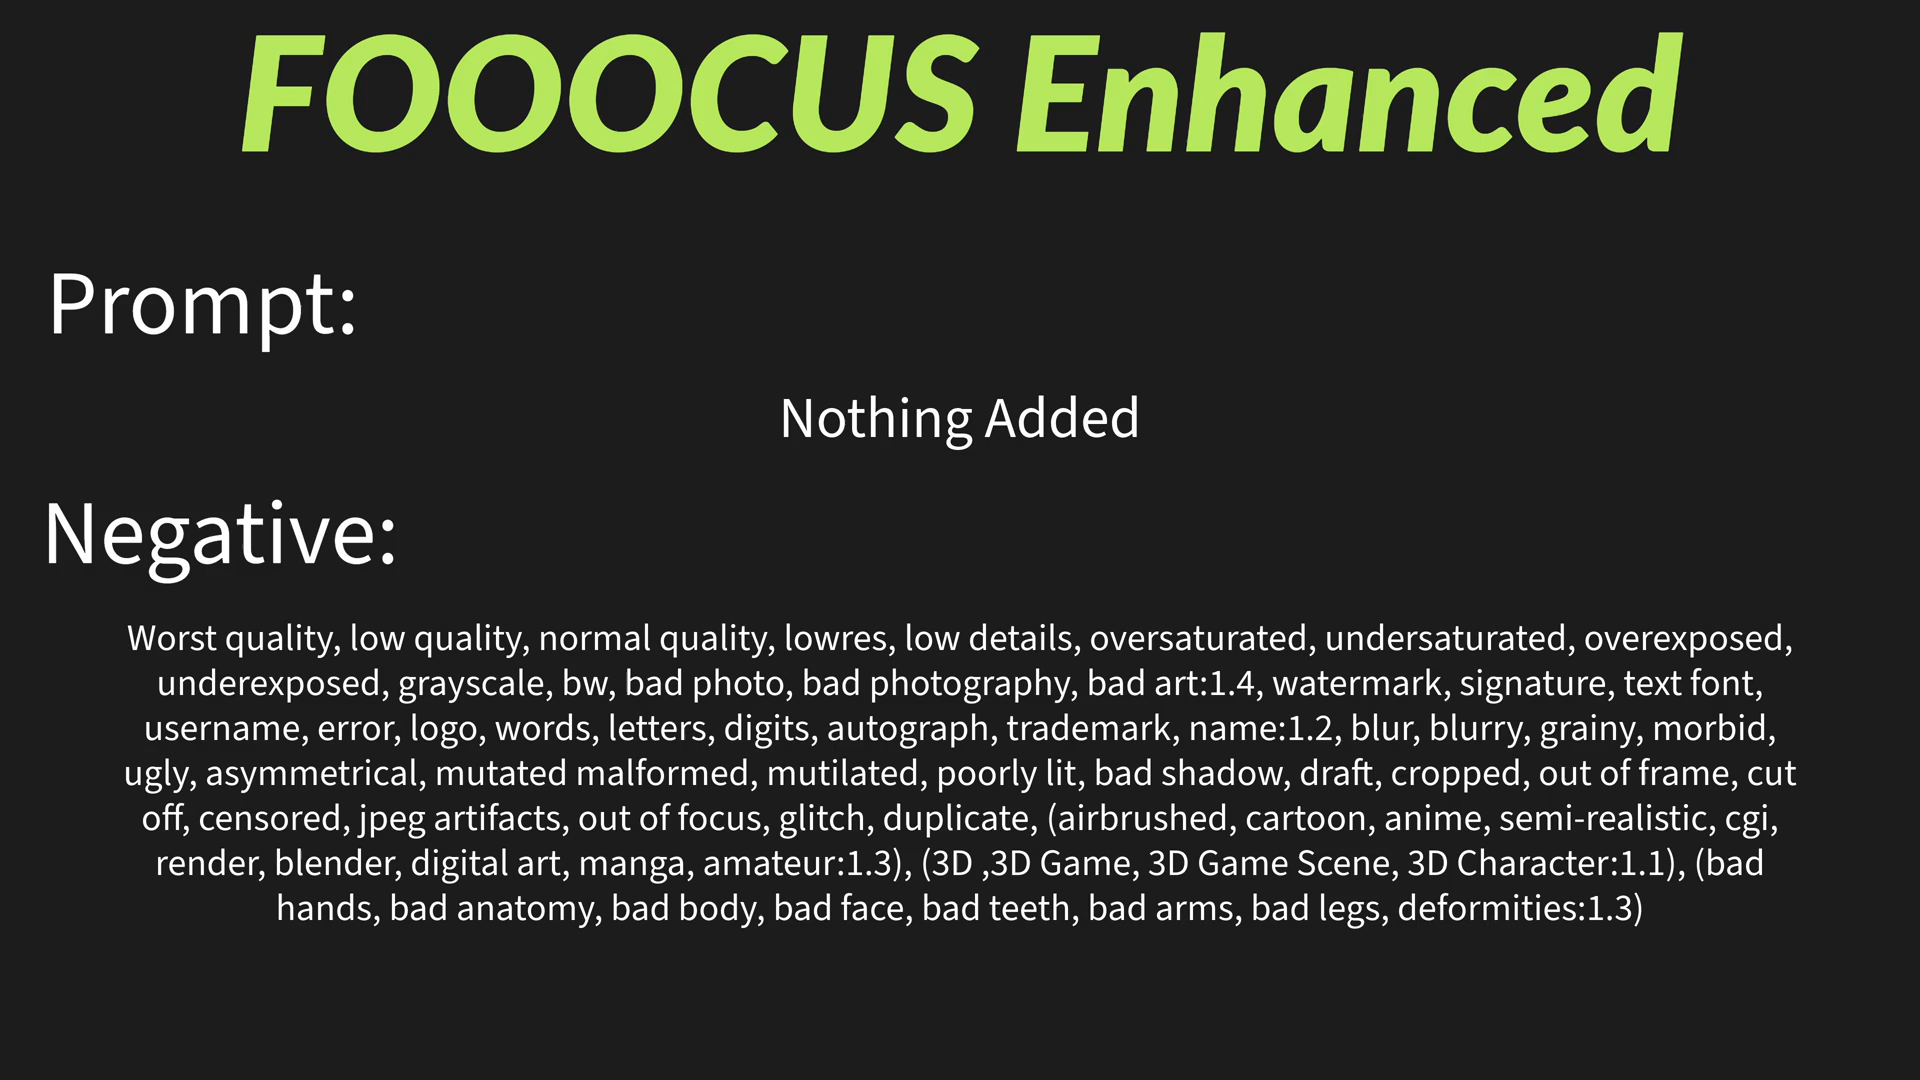 FOOOCUS Enhanced
Prompt:
Nothing Added
Negative:
Worst quality, low quality, normal quality, lowres, low details, oversaturated, undersaturated, overexposed,
underexposed, grayscale, bw, bad photo, bad photography, bad art:1.4, watermark, signature, text font,
username, error, logo, words, letters, digits, autograph, trademark, name:1.2, blur, blurry, grainy, morbid,
ugly, asymmetrical, mutated malformed, mutilated, poorly lit, bad shadow, draft, cropped, out of frame, cut
off, censored, jpeg artifacts, out of focus, glitch, duplicate, (airbrushed, cartoon, anime, semi-realistic, cgi,
render, blender, digital art, manga, amateur:1.3), (3D ,3D Game, 3D Game Scene, 3D Character:1.1), (bad
hands, bad anatomy, bad body, bad face, bad teeth, bad arms, bad legs, deformities:1.3)